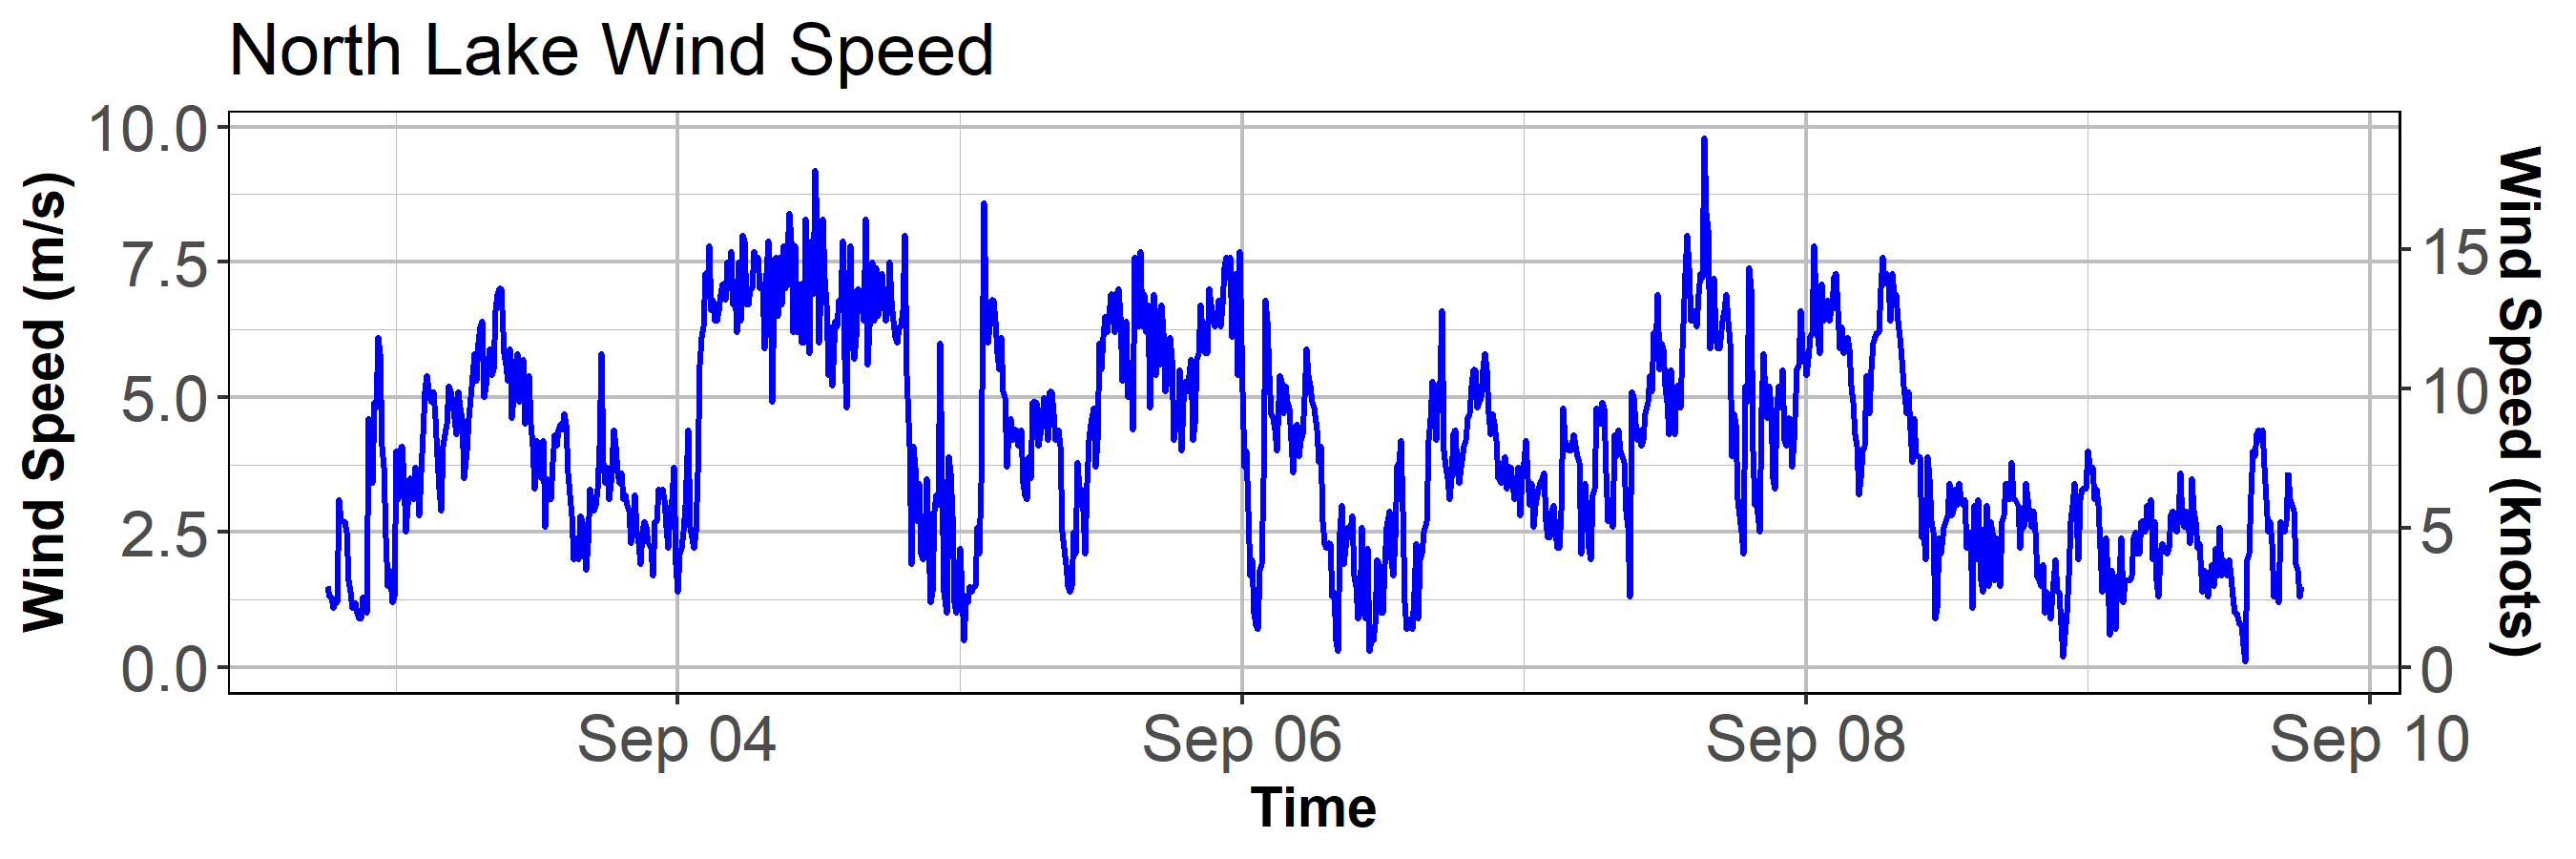 North Lake Wind Speed
Wind Speed (m/s)
10.0
7.5
5.0
2.5
0.0
15
10
5
0
Wind Speed (knots)
Sep 04
Sep 06
Sep 08
Sep 10
Time